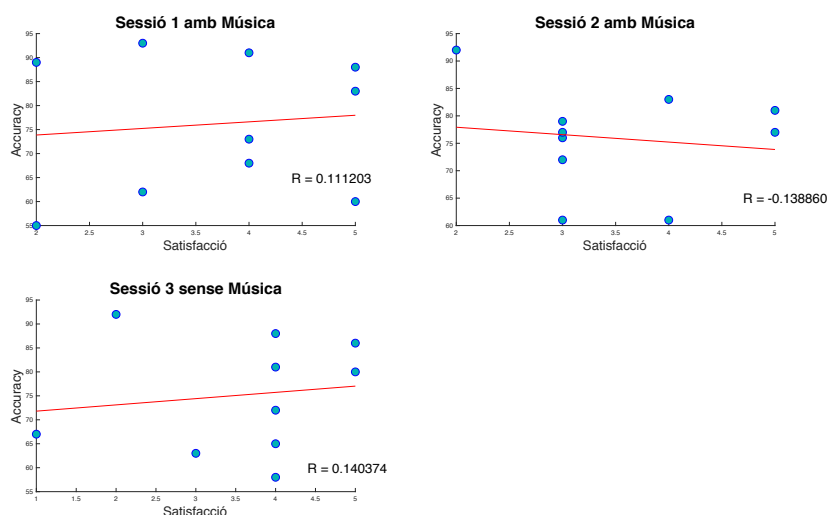 Sessió 1 amb Música
95
90
85
80
75
70
65
60
55
Accuracy
R = 0.111203
2 2.5 3 3.5 4 4.5 5
Satisfacció
Sessió 2 amb Música
95
90
85
80
75
70
65
60
Accuracy
R = -0.138860
2 2.5 3 3.5 4 4.5 5
Satisfacció
Sessió 3 sense Música
95
90
85
80
75
70
65
60
55
Accuracy
R = 0.140374
1 1.5 2 2.5 3 3.5 4 4.5 5
Satisfacció